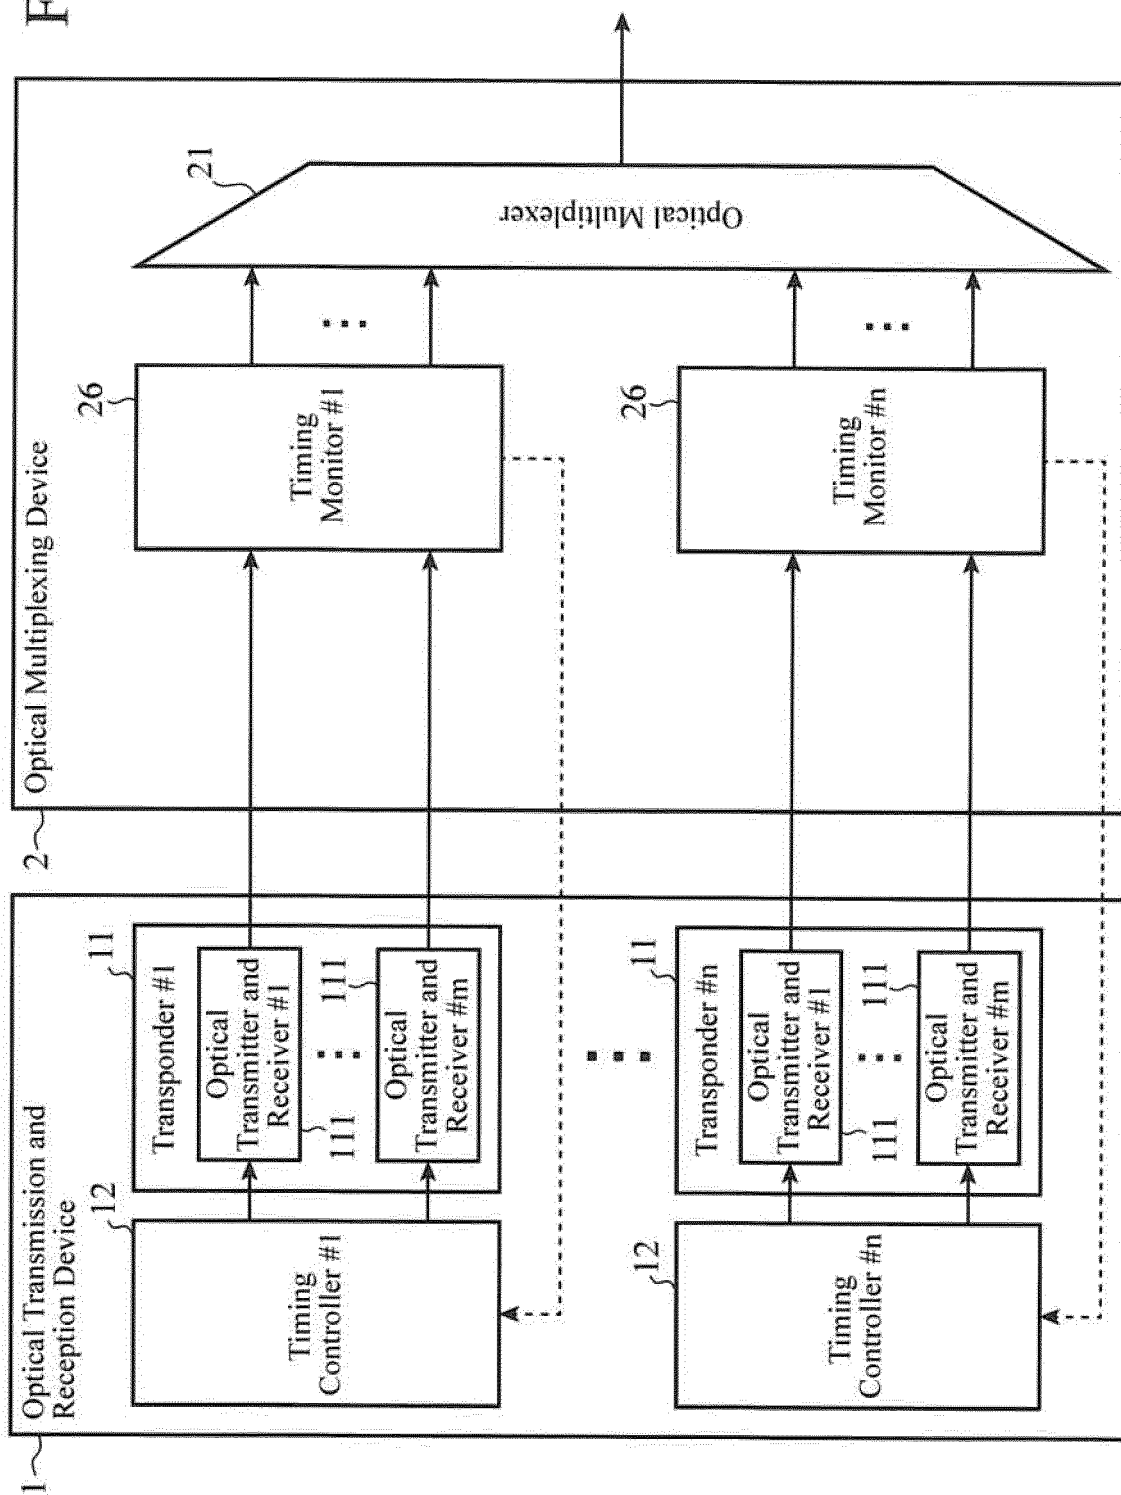 F
1
Optical Transmission and
Reception Device
12
Timing
Controller #1
11
Transponder #1
Optical
Transmitter and
Receiver #1
111
111
Optical
Transmitter and
Receiver #m
12
Timing
Controller #n
11
Transponder #n
Optical
Transmitter and
Receiver #1
111
111
Optical
Transmitter and
Receiver #m
2
Optical Multiplexing Device
26
Timing
Monitor #1
26
Timing
Monitor #n
21
Optical Multiplexer